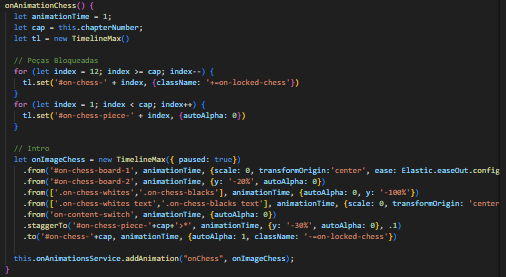 onAnimationChess() {
let animationTime = 1;
let cap = this.chapterNumber;
let tl = new TimelineMax()
// Peças Bloqueadas
for (let index = 12; index >= cap; index--) {
tl.set('#on-chess-' + index, {className: '+=on-locked-chess'})
}
for (let index = 1; index < cap; index++) {
tl.set('#on-chess-piece-' + index, {autoAlpha: 0})
}
// Intro
let onImageChess = new TimelineMax({ paused: true})
.from('#on-chess-board-1', animationTime, {scale: 0, transformOrigin:'center', ease: Elastic.easeOut.config
.from('#on-chess-board-2', animationTime, {y: '-20%', autoAlpha: 0})
.from(['.on-chess-whites','.on-chess-blacks'], animationTime, {autoAlpha: 0, y: '-100%'})
.from(['.on-chess-whites text','.on-chess-blacks text'], animationTime, {scale: 0, transformOrigin: 'center
.from('on-content-switch', animationTime, {autoAlpha: 0})
.staggerTo('#on-chess-piece-'+cap+'>*', animationTime, {y: '-30%', autoAlpha: 0}, .1)
.to('#on-chess-'+cap, animationTime, {autoAlpha: 1, className: '-=on-locked-chess'})
this.onAnimationsService.addAnimation("onChess", onImageChess);
}